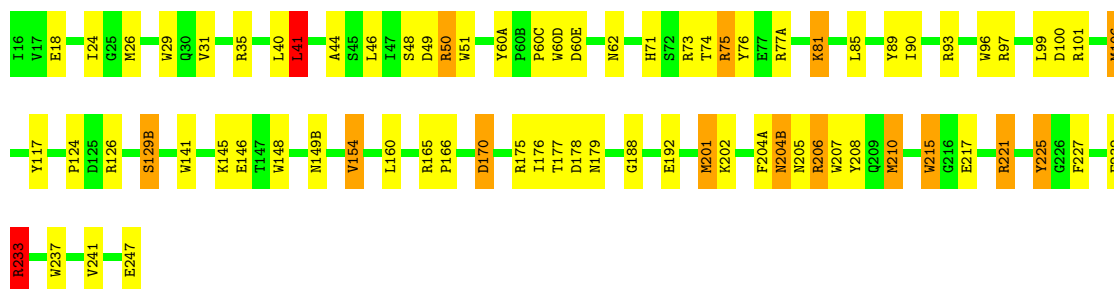 I16 V17 E18 I24 G25 M26 W29 Q30 V31 R35 L40 L41 A44 S45 L46 I47 S48 D49 R50 W51 Y60A P60B P60C W60D D60E N62 H71 S72 R73 T74 R75 Y76 E77 R77A K81 L85 Y89 I90 R93 W96 R97 L99 D100 R101
Y117 P124 D125 R126 S129B W141 K145 E146 T147 W148 N149B V154 L160 R165 P166 D170 R175 I176 T177 D178 N179 G188 E192 M201 K202 F204A N204B N205 R206 W207 Y208 Q209 M210 W215 G216 E217 R221 Y225 G226 F227
R233 W237 V241 E247